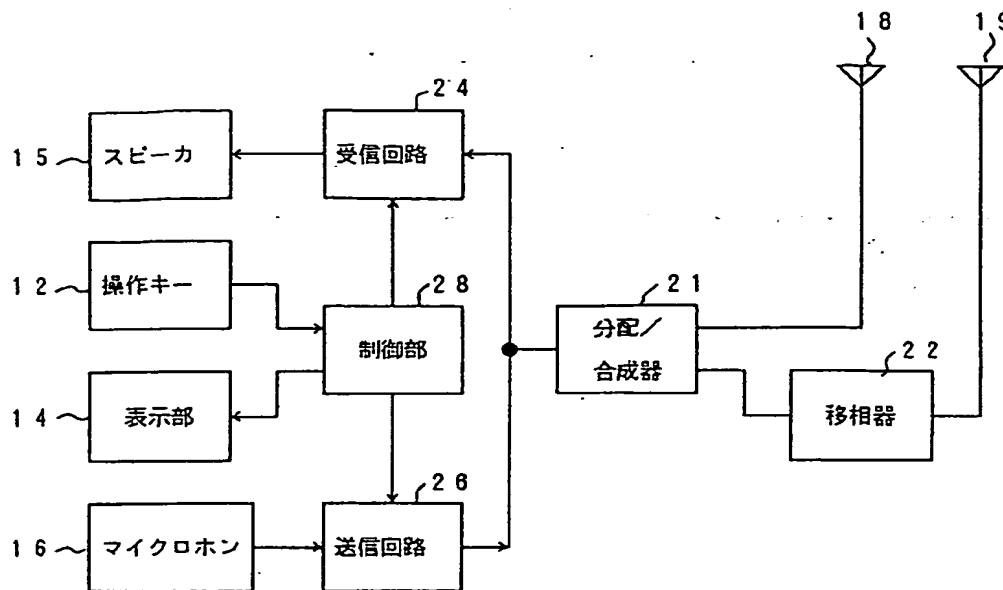 18
19
24
15
スピーカ
受信回路
12
操作キー
28
制御部
21
分配/
合成器
22
移相器
14
表示部
26
16
マイクロホン
送信回路